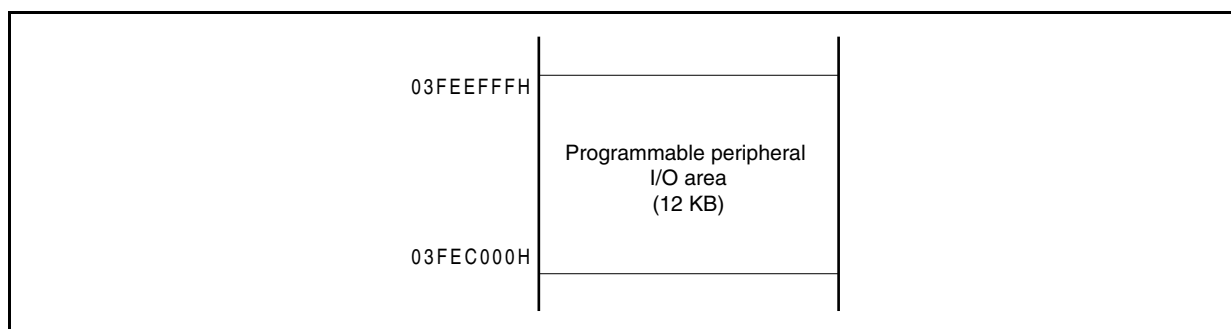 03FEEFFFH
Programmable peripheral
I/O area
(12 KB)
03FEC000H